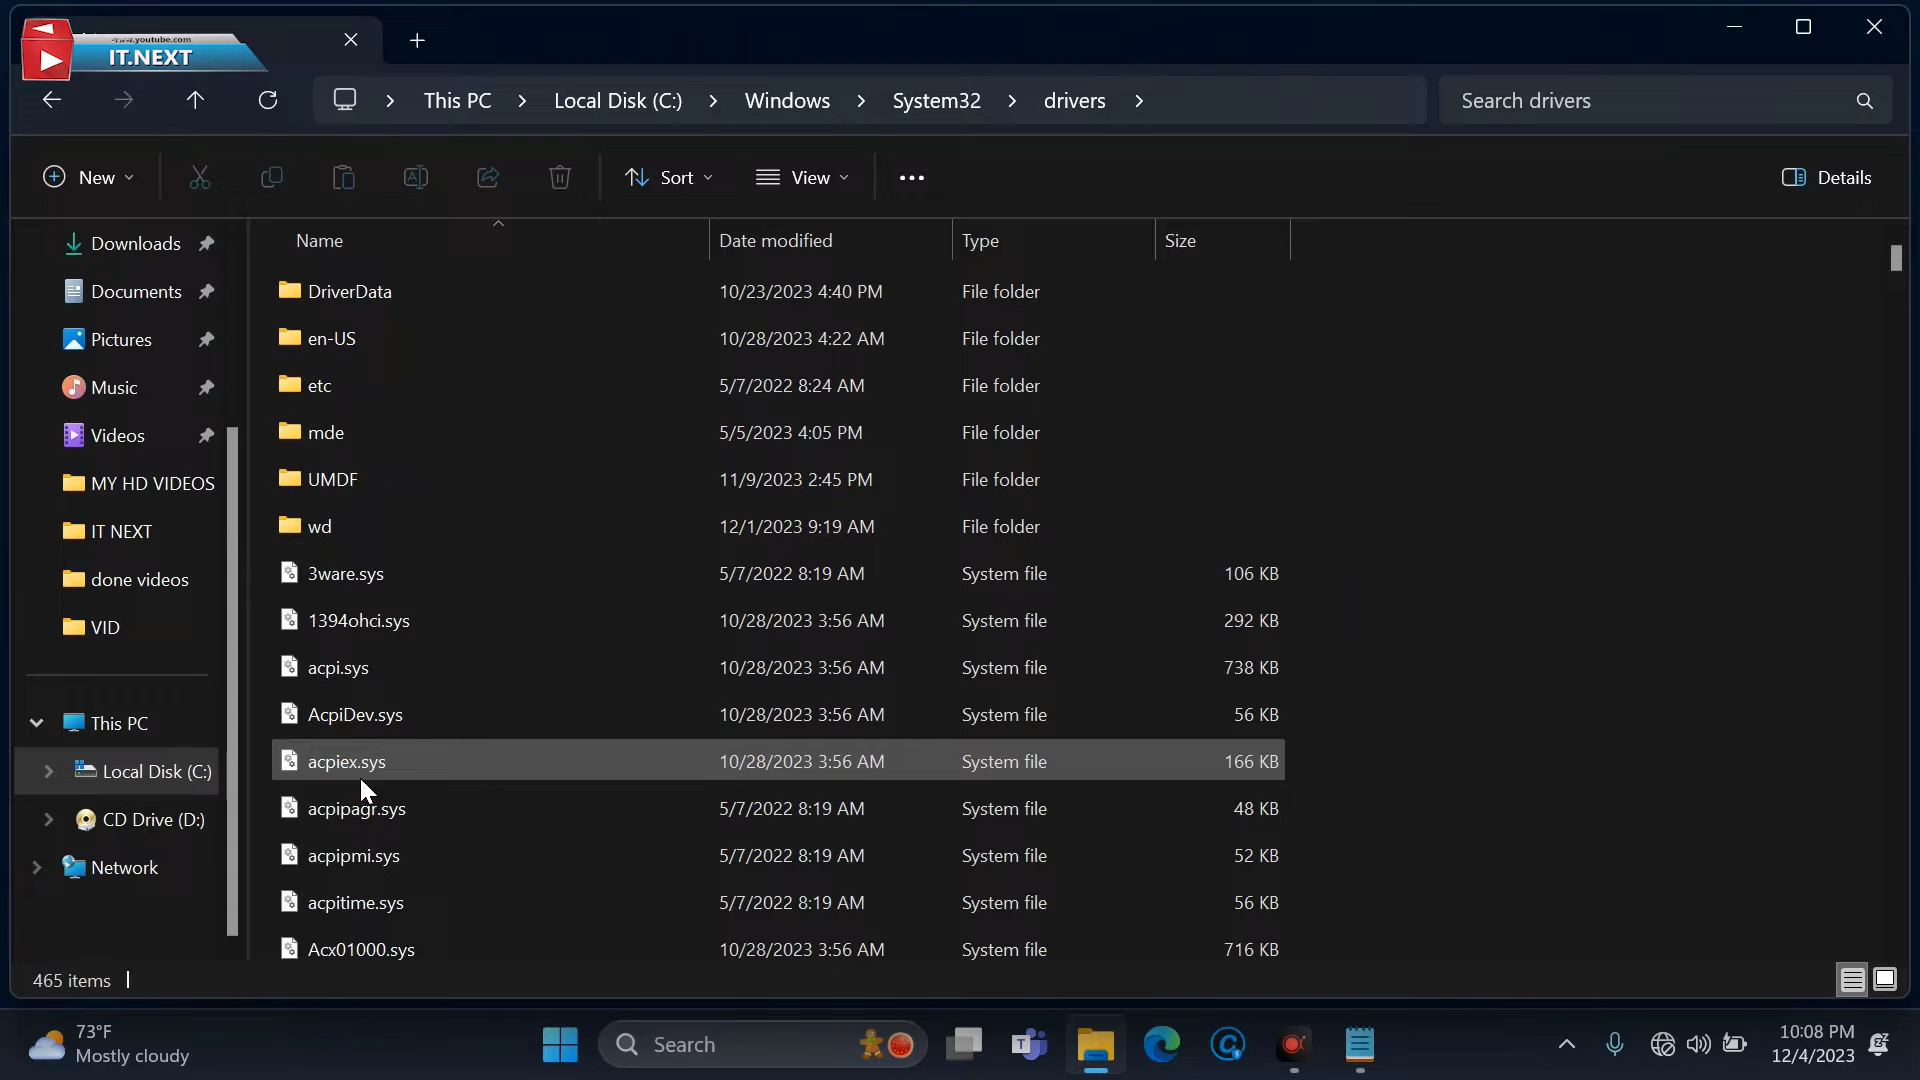 www.youtube.com
IT.NEXT
This PC
Local Disk (C:)
Windows
System32
drivers
Search drivers
New
Sort
View
Details
Name
Date modified
Type
Size
Downloads
Documents
Pictures
Music
Videos
MY HD VIDEOS
IT NEXT
done videos
VID
This PC
Local Disk (C:)
CD Drive (D:)
Network
DriverData 10/23/2023 4:40 PM File folder
en-US 10/28/2023 4:22 AM File folder
etc 5/7/2022 8:24 AM File folder
mde 5/5/2023 4:05 PM File folder
UMDF 11/9/2023 2:45 PM File folder
wd 12/1/2023 9:19 AM File folder
3ware.sys 5/7/2022 8:19 AM System file 106 KB
1394ohci.sys 10/28/2023 3:56 AM System file 292 KB
acpi.sys 10/28/2023 3:56 AM System file 738 KB
AcpiDev.sys 10/28/2023 3:56 AM System file 56 KB
acpiex.sys 10/28/2023 3:56 AM System file 166 KB
acpipagr.sys 5/7/2022 8:19 AM System file 48 KB
acpipmi.sys 5/7/2022 8:19 AM System file 52 KB
acpitime.sys 5/7/2022 8:19 AM System file 56 KB
Acx01000.sys 10/28/2023 3:56 AM System file 716 KB
465 items
73°F
Mostly cloudy
Search
10:08 PM
12/4/2023